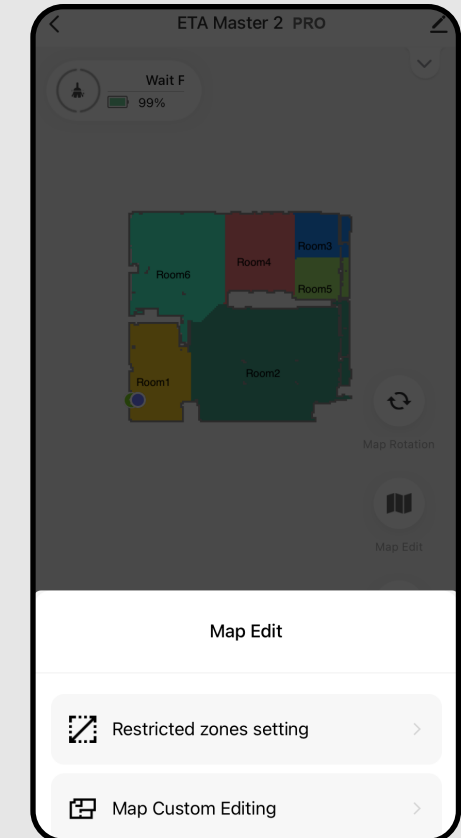 ETA Master 2 PRO
Wait F
99%
Room6
Room4
Room3
Room5
Room1
Room2
Map Rotation
Map Edit
Map Edit
Restricted zones setting
Map Custom Editing